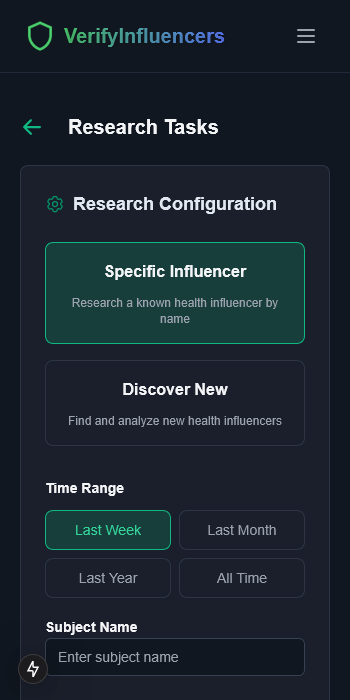 VerifyInfluencers
Research Tasks
Research Configuration
Specific Influencer
Research a known health influencer by
name
Discover New
Find and analyze new health influencers
Time Range
Last Week
Last Month
Last Year
All Time
Subject Name
Enter subject name